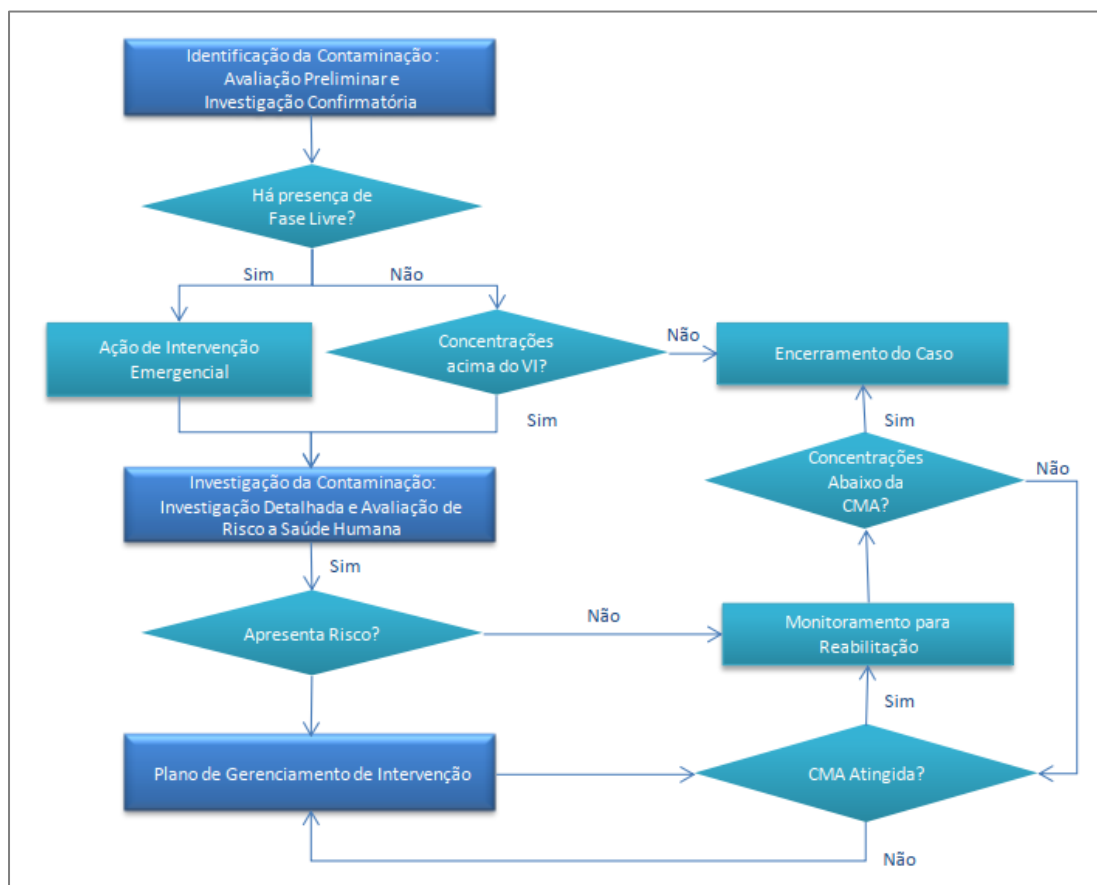 Identificação da Contaminação :
Avaliação Preliminar e
Investigação Confirmatória
Há presença de
Fase Livre?
Sim
Não
Ação de Intervenção
Emergencial
Concentrações
acima do VI?
Não
Encerramento do Caso
Sim
Sim
Concentrações
Abaixo da
CMA?
Não
Investigação da Contaminação:
Investigação Detalhada e Avaliação de
Risco a Saúde Humana
Sim
Apresenta Risco?
Não
Monitoramento para
Reabilitação
Sim
Plano de Gerenciamento de Intervenção
CMA Atingida?
Não